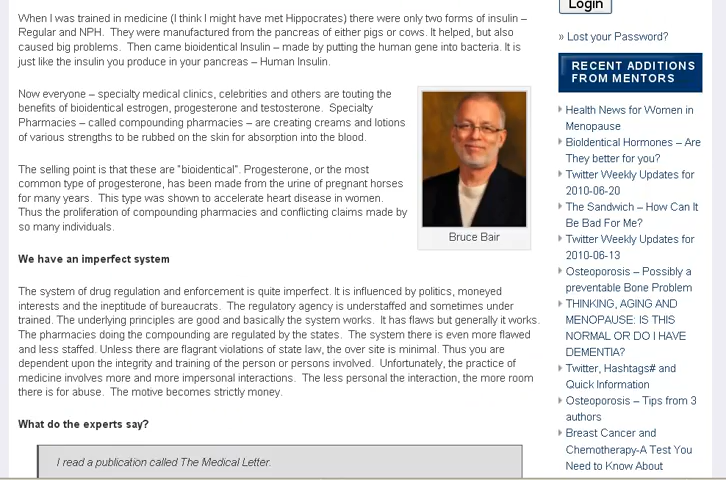 When I was trained in medicine (I think I might have met Hippocrates) there were only two forms of insulin –
Regular and NPH.  They were manufactured from the pancreas of either pigs or cows. It helped, but also
caused big problems.  Then came bioidentical Insulin – made by putting the human gene into bacteria. It is
just like the insulin you produce in your pancreas – Human Insulin.
Now everyone – specialty medical clinics, celebrities and others are touting the
benefits of bioidentical estrogen, progesterone and testosterone.  Specialty
Pharmacies – called compounding pharmacies – are creating creams and lotions
of various strengths to be rubbed on the skin for absorption into the blood.
The selling point is that these are "bioidentical".  Progesterone, or the most
common type of progesterone, has been made from the urine of pregnant horses
for many years.  This type was shown to accelerate heart disease in women.
Thus the proliferation of compounding pharmacies and conflicting claims made by
so many individuals.
Bruce Bair
We have an imperfect system
The system of drug regulation and enforcement is quite imperfect. It is influenced by politics, moneyed
interests and the ineptitude of bureaucrats.  The regulatory agency is understaffed and sometimes under
trained. The underlying principles are good and basically the system works.  It has flaws but generally it works.
The pharmacies doing the compounding are regulated by the states.  The system there is even more flawed
and less staffed. Unless there are flagrant violations of state law, the over site is minimal. Thus you are
dependent upon the integrity and training of the person or persons involved.  Unfortunately, the practice of
medicine involves more and more impersonal interactions.  The less personal the interaction, the more room
there is for abuse.  The motive becomes strictly money.
What do the experts say?
I read a publication called The Medical Letter.
Login
» Lost your Password?
RECENT ADDITIONS
FROM MENTORS
Health News for Women in
Menopause
BioIdentical Hormones – Are
They better for you?
Twitter Weekly Updates for
2010-06-20
The Sandwich – How Can It
Be Bad For Me?
Twitter Weekly Updates for
2010-06-13
Osteoporosis – Possibly a
preventable Bone Problem
THINKING, AGING AND
MENOPAUSE: IS THIS
NORMAL OR DO I HAVE
DEMENTIA?
Twitter, Hashtags# and
Quick Information
Osteoporosis – Tips from 3
authors
Breast Cancer and
Chemotherapy-A Test You
Need to Know About